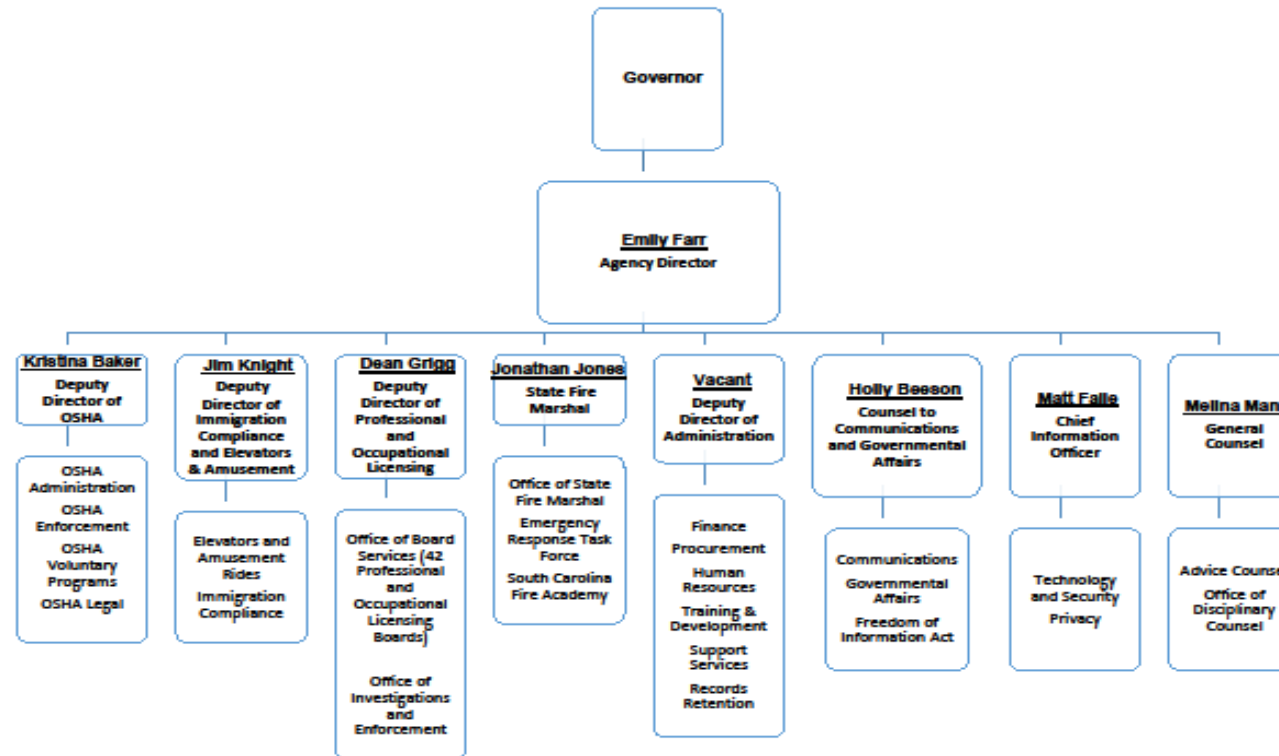 Governor
Emily Farr
Agency Director
Kristina Baker
Deputy
Director of
OSHA
OSHA
Administration
OSHA
Enforcement
OSHA
Voluntary
Programs
OSHA Legal
Jim Knight
Deputy
Director of
Immigration
Compliance
and Elevators
& Amusement
Elevators and
Amusement
Rides
Immigration
Compliance
Dean Grigg
Deputy
Director of
Professional
and
Occupational
Licensing
Office of Board
Services (42
Professional
and
Occupational
Licensing
Boards)
Office of
Investigations
and
Enforcement
Jonathan Jones
State Fire
Marshal
Office of State
Fire Marshal
Emergency
Response Task
Force
South Carolina
Fire Academy
Vacant
Deputy
Director of
Administration
Finance
Procurement
Human
Resources
Training &
Development
Support
Services
Records
Retention
Holly Beeson
Counsel to
Communications
and Governmental
Affairs
Communications
Governmental
Affairs
Freedom of
Information Act
Matt Faile
Chief
Information
Officer
Technology
and Security
Privacy
Melina Man
General
Counsel
Advice Counse
Office of
Disciplinary
Counsel